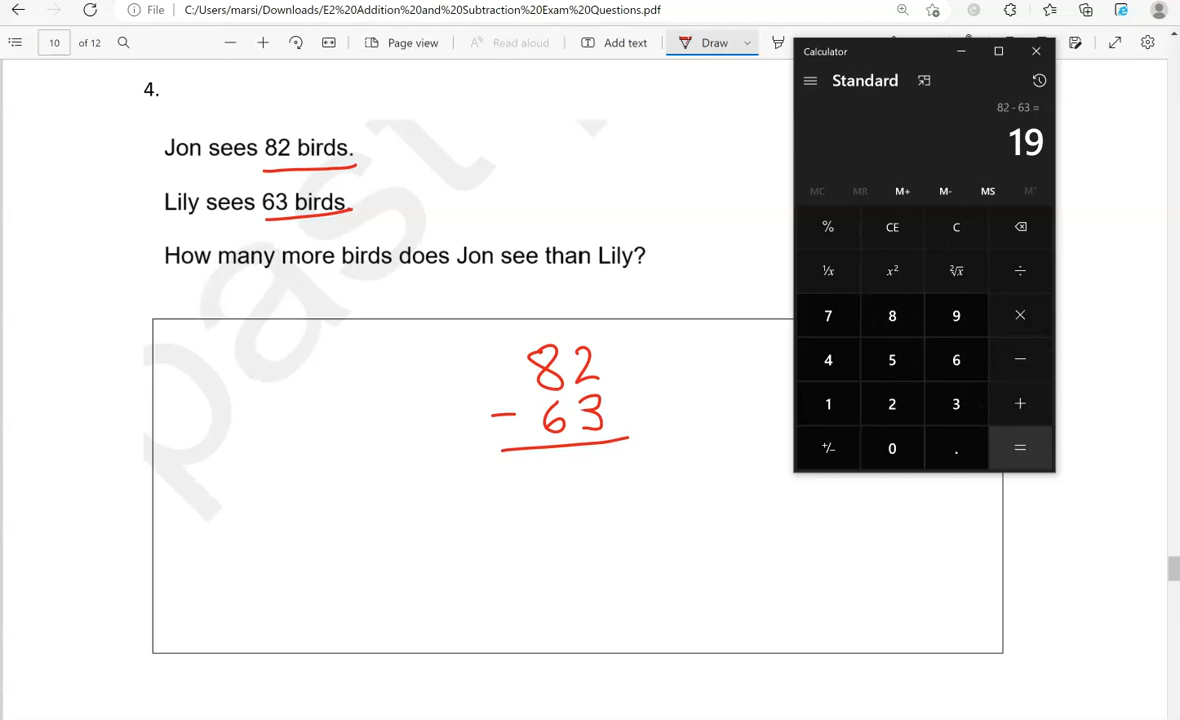 File
C:/Users/marsi/Downloads/E2%20Addition%20and%20Subtraction%20Exam%20Questions.pdf
10 of 12
Page view
Read aloud
Add text
Draw
4.
Jon sees 82 birds.
Lily sees 63 birds.
How many more birds does Jon see than Lily?
82
- 63
past
Calculator
Standard
82 - 63 =
19
MC MR M+ M- MS M˅
% CE C
¹/x x² ²√x ÷
7 8 9 ×
4 5 6 −
1 2 3 +
+/− 0 . =